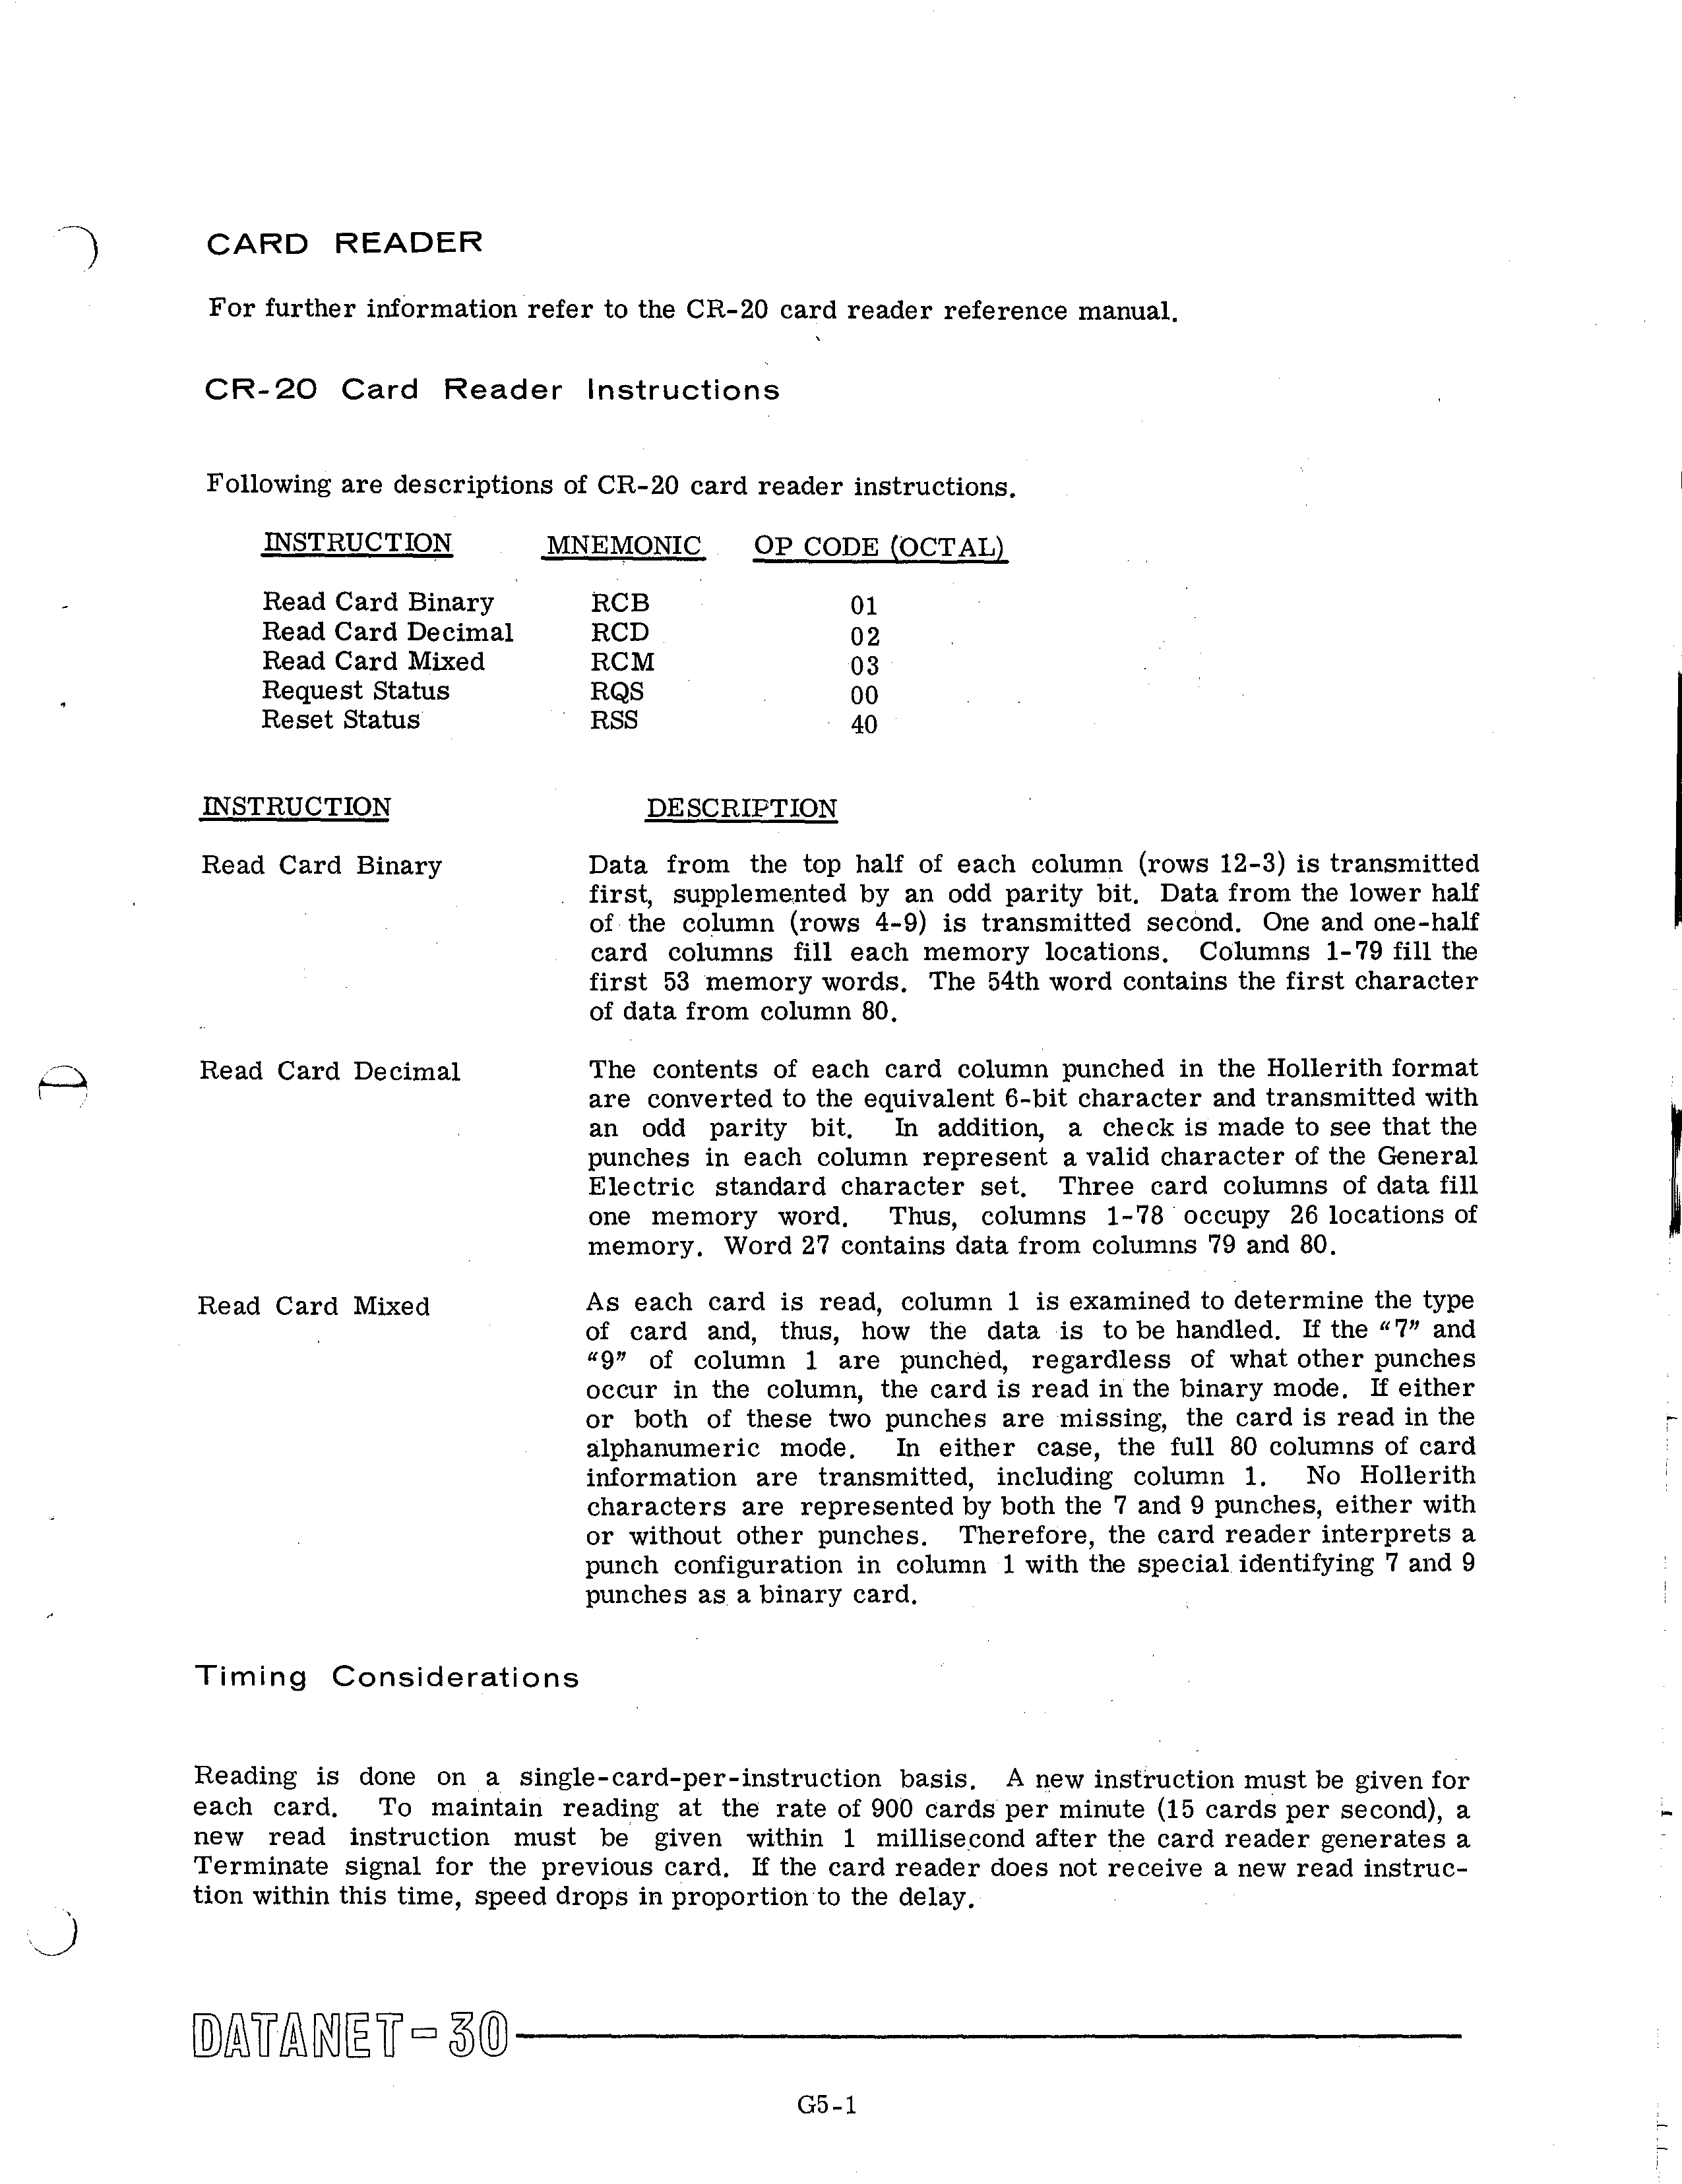 CARD READER
For further information refer to the CR-20 card reader reference manual.
CR-20 Card Reader Instructions
Following are descriptions of CR-20 card reader instructions.
INSTRUCTION MNEMONIC OP CODE (OCTAL)
Read Card Binary RCB 01
Read Card Decimal RCD 02
Read Card Mixed RCM 03
Request Status RQS 00
Reset Status RSS 40
INSTRUCTION DESCRIPTION
Read Card Binary Data from the top half of each column (rows 12-3) is transmitted
first, supplemented by an odd parity bit. Data from the lower half
of the column (rows 4-9) is transmitted second. One and one-half
card columns fill each memory locations. Columns 1-79 fill the
first 53 memory words. The 54th word contains the first character
of data from column 80.
Read Card Decimal The contents of each card column punched in the Hollerith format
are converted to the equivalent 6-bit character and transmitted with
an odd parity bit. In addition, a check is made to see that the
punches in each column represent a valid character of the General
Electric standard character set. Three card columns of data fill
one memory word. Thus, columns 1-78 occupy 26 locations of
memory. Word 27 contains data from columns 79 and 80.
Read Card Mixed As each card is read, column 1 is examined to determine the type
of card and, thus, how the data is to be handled. If the “7” and
“9” of column 1 are punched, regardless of what other punches
occur in the column, the card is read in the binary mode. If either
or both of these two punches are missing, the card is read in the
alphanumeric mode. In either case, the full 80 columns of card
information are transmitted, including column 1. No Hollerith
characters are represented by both the 7 and 9 punches, either with
or without other punches. Therefore, the card reader interprets a
punch configuration in column 1 with the special identifying 7 and 9
punches as a binary card.
Timing Considerations
Reading is done on a single-card-per-instruction basis. A new instruction must be given for
each card. To maintain reading at the rate of 900 cards per minute (15 cards per second), a
new read instruction must be given within 1 millisecond after the card reader generates a
Terminate signal for the previous card. If the card reader does not receive a new read instruc-
tion within this time, speed drops in proportion to the delay.
DATANET-30
G5-1